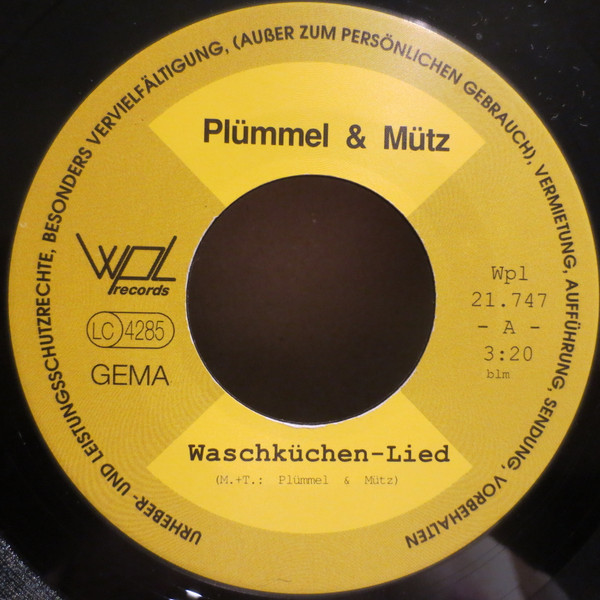 URHEBER- UND LEISTUNGSSCHUTZRECHTE, BESONDERS VERVIELFÄLTIGUNG, (AUßER ZUM PERSÖNLICHEN GEBRAUCH), VERMIETUNG, AUFFÜHRUNG, SENDUNG, VORBEHALTEN
Plümmel & Mütz
WPL
records
LC 4285
GEMA
Wpl
21.747
- A -
3:20
blm
Waschküchen-Lied
(M.+T.: Plümmel & Mütz)